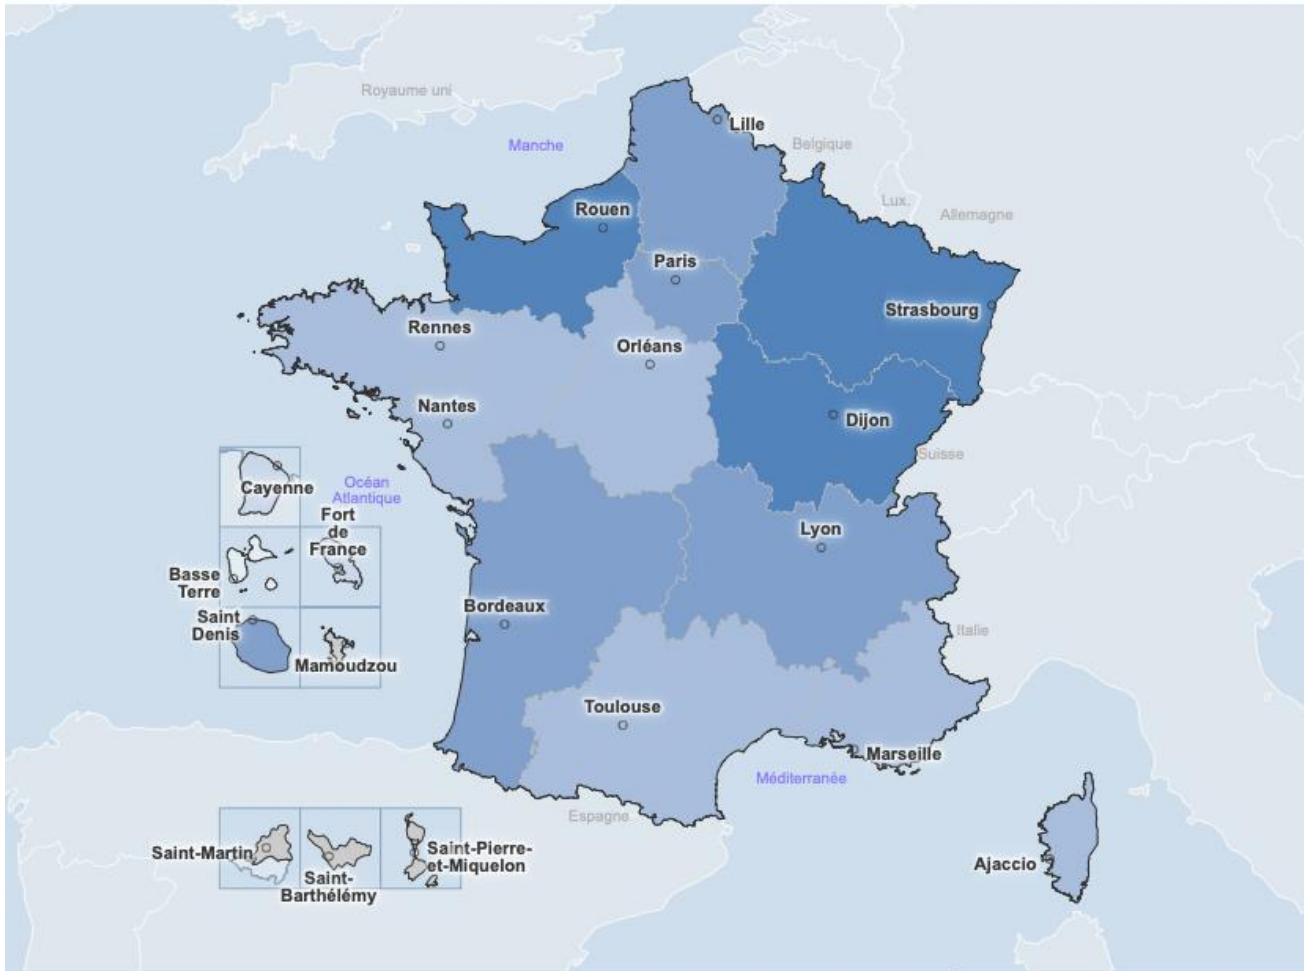 Royaume uni
Lille
Manche
Belgique
Lux.
Allemagne
Rouen
Paris
Strasbourg
Rennes
Orléans
Nantes
Dijon
Suisse
Océan
Atlantique
Cayenne
Fort
de
France
Lyon
Basse
Terre
Saint
Denis
Bordeaux
Italie
Mamoudzou
Toulouse
Marseille
Méditerranée
Espagne
Saint-Martin
Saint-Pierre-
et-Miquelon
Saint-
Barthélémy
Ajaccio